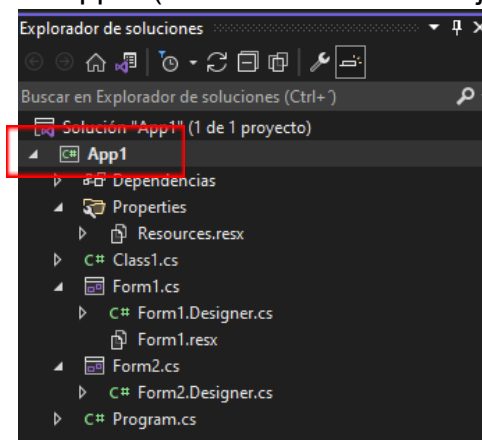 Explorador de soluciones
Buscar en Explorador de soluciones (Ctrl+´)
Solución "App1" (1 de 1 proyecto)
C# App1
Dependencias
Properties
Resources.resx
C# Class1.cs
Form1.cs
C# Form1.Designer.cs
Form1.resx
Form2.cs
C# Form2.Designer.cs
C# Program.cs